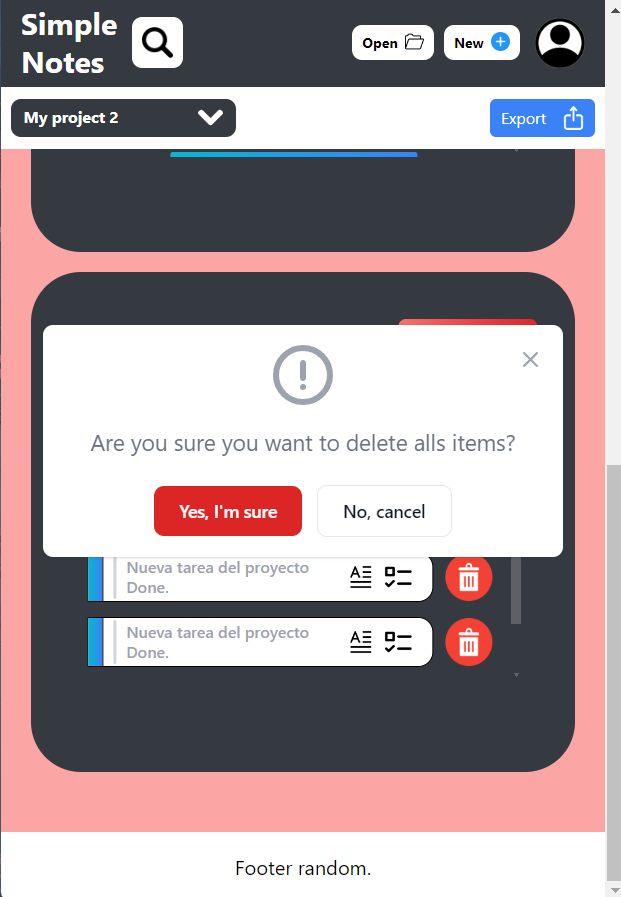 Simple
Notes
Open
New
My project 2
Export
Are you sure you want to delete alls items?
Yes, I'm sure
No, cancel
Nueva tarea del proyecto
Done.
Nueva tarea del proyecto
Done.
Footer random.